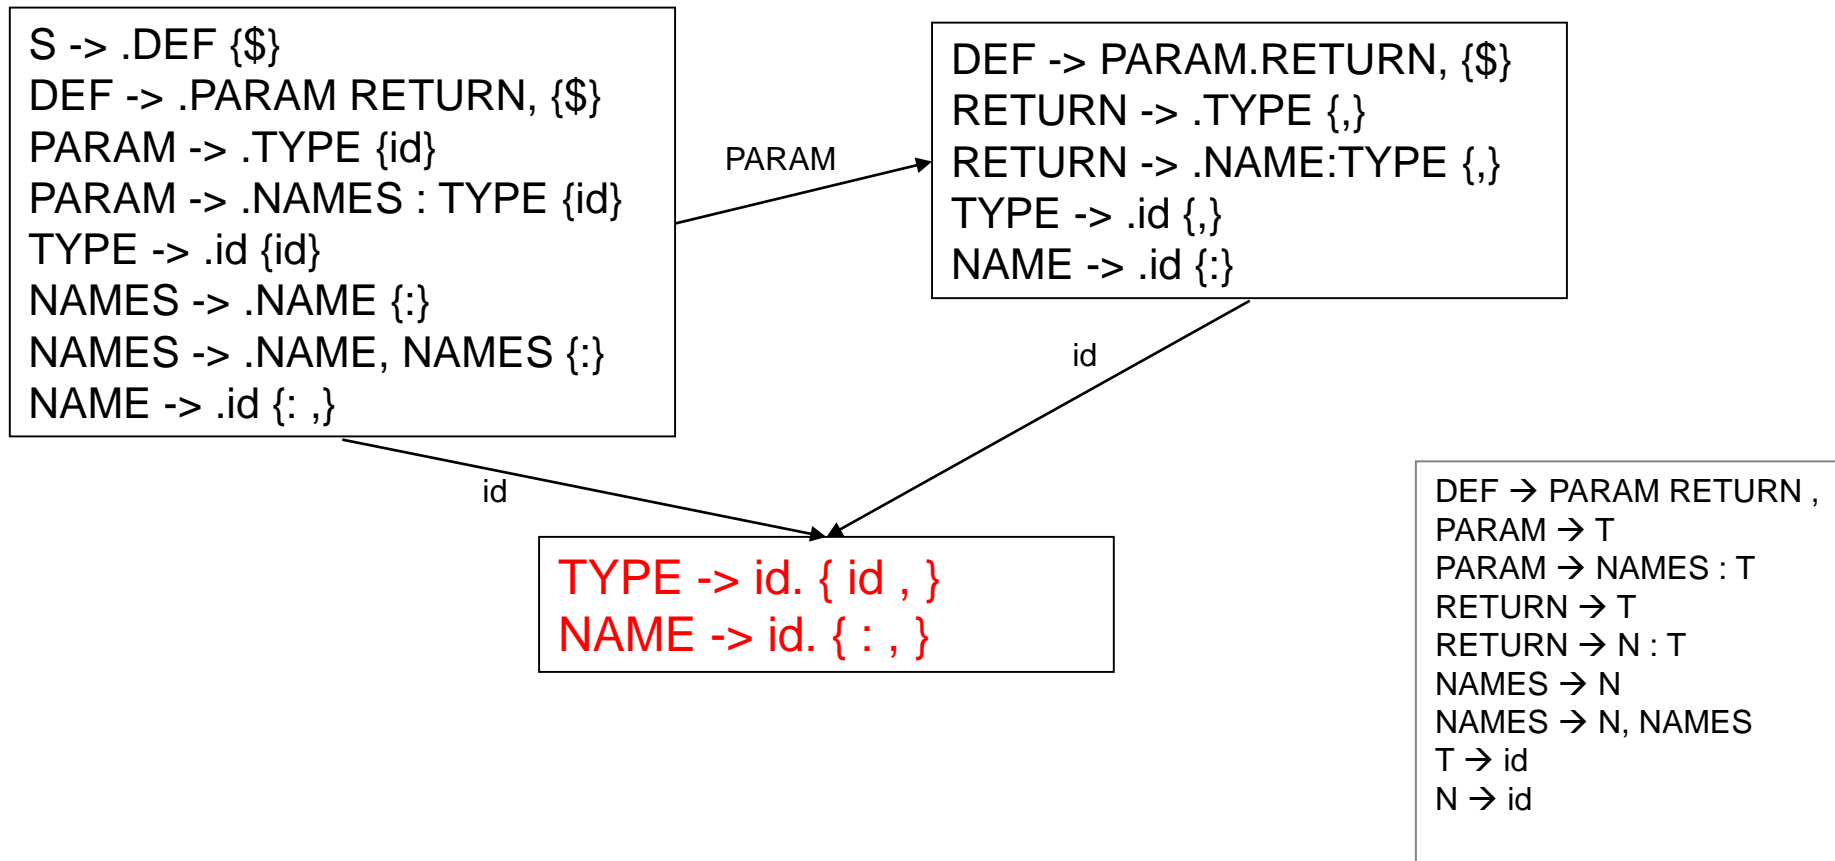 S -> .DEF {$}
DEF -> .PARAM RETURN, {$}
PARAM -> .TYPE {id}
PARAM -> .NAMES : TYPE {id}
TYPE -> .id {id}
NAMES -> .NAME {:}
NAMES -> .NAME, NAMES {:}
NAME -> .id {: ,}
PARAM
DEF -> PARAM.RETURN, {$}
RETURN -> .TYPE {,}
RETURN -> .NAME:TYPE {,}
TYPE -> .id {,}
NAME -> .id {:}
id
id
TYPE -> id. { id , }
NAME -> id. { : , }
DEF → PARAM RETURN ,
PARAM → T
PARAM → NAMES : T
RETURN → T
RETURN → N : T
NAMES → N
NAMES → N, NAMES
T → id
N → id